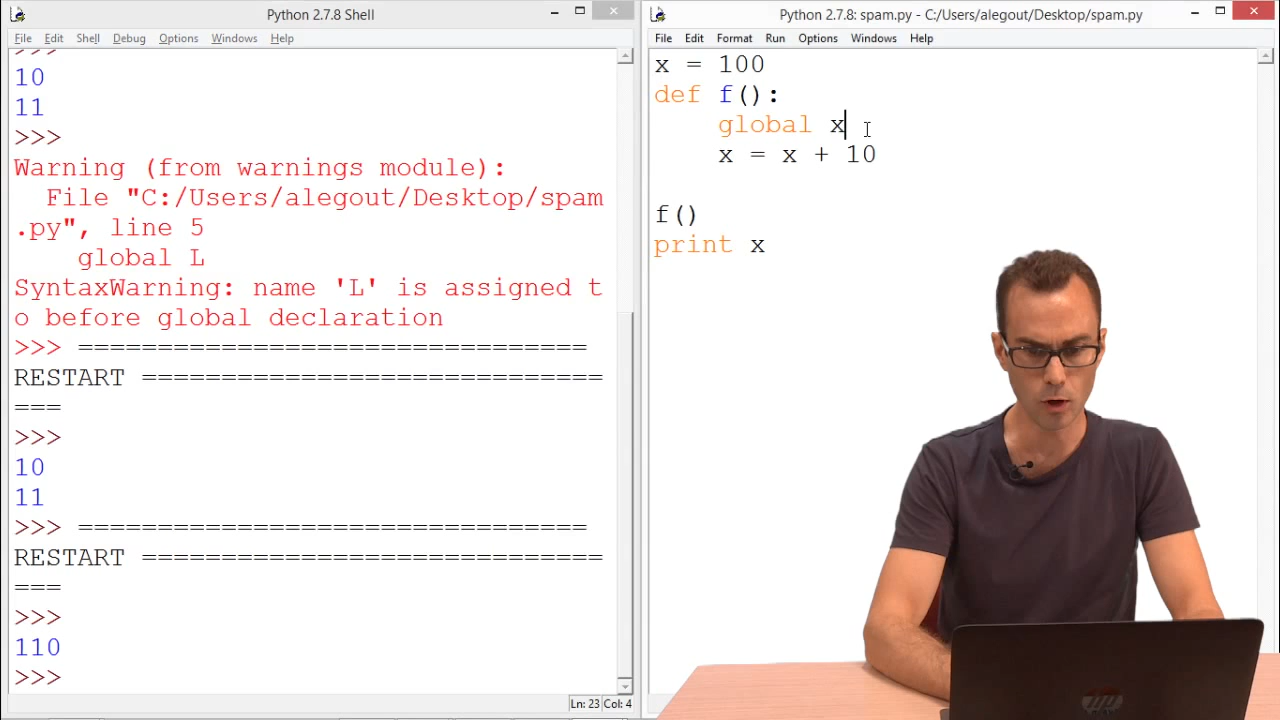 Python 2.7.8 Shell
File Edit Shell Debug Options Windows Help
>>>
10
11
>>>
Warning (from warnings module):
  File "C:/Users/alegout/Desktop/spam
.py", line 5
    global L
SyntaxWarning: name 'L' is assigned t
o before global declaration
>>> ================================
RESTART =============================
===
>>>
10
11
>>> ================================
RESTART =============================
===
>>>
110
>>>
Ln: 23 Col: 4
Python 2.7.8: spam.py - C:/Users/alegout/Desktop/spam.py
File Edit Format Run Options Windows Help
x = 100
def f():
    global x
    x = x + 10
f()
print x